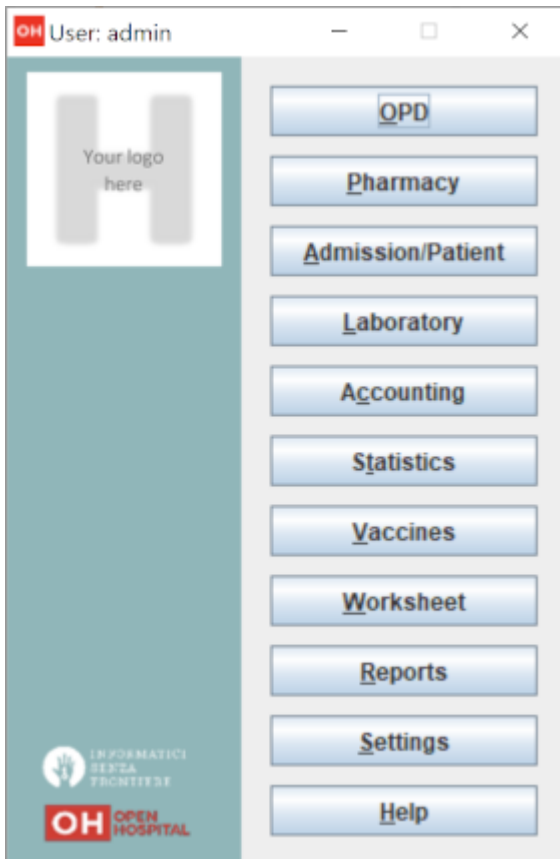 OH User: admin
Your logo
here
OPD
Pharmacy
Admission/Patient
Laboratory
Accounting
Statistics
Vaccines
Worksheet
Reports
Settings
Help
INFORMATICI
SENZA
FRONTIERE
OH OPEN
HOSPITAL